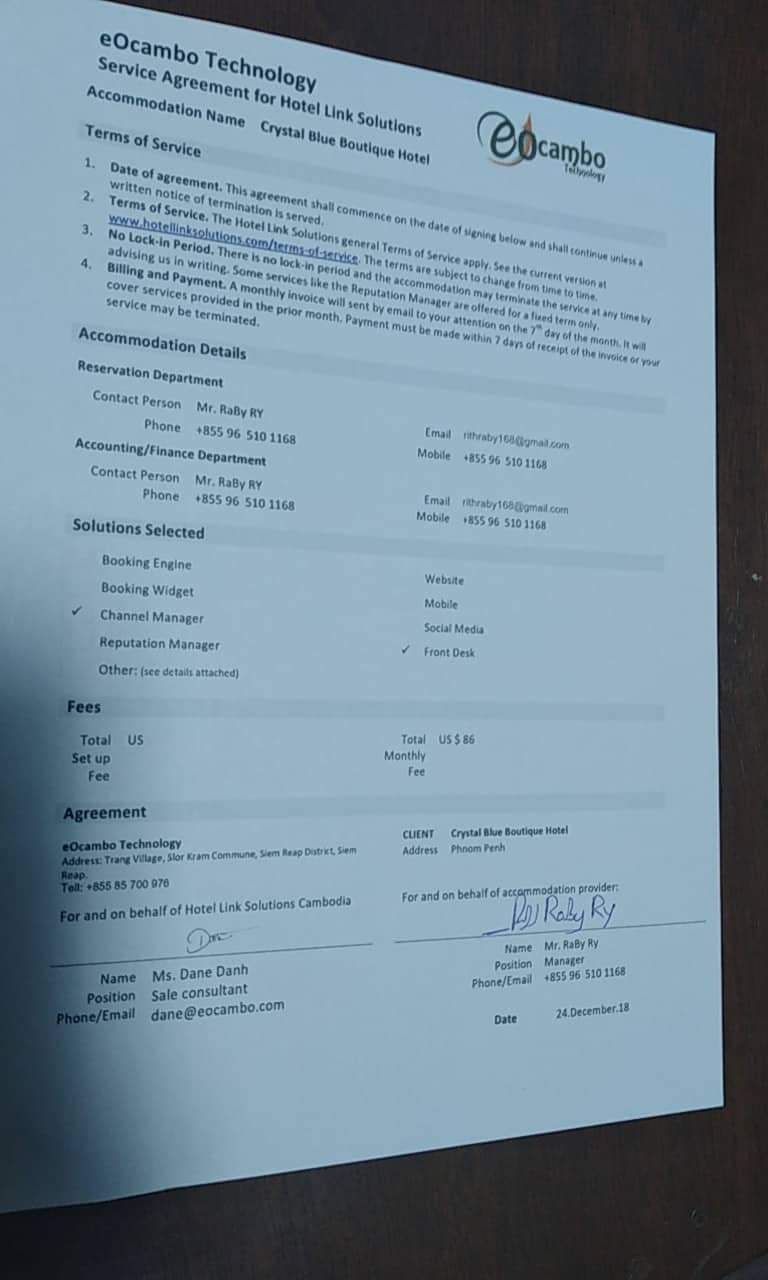 eOcambo Technology
Service Agreement for Hotel Link Solutions
Accommodation Name Crystal Blue Boutique Hotel
eocambo
Technology
Terms of Service
1. Date of agreement. This agreement shall commence on the date of signing below and shall continue unless a
written notice of termination is served.
2. Terms of Service. The Hotel Link Solutions general Terms of Service apply. See the current version at
www.hotellinksolutions.com/terms-of-service. The terms are subject to change from time to time.
3. No Lock-in Period. There is no lock-in period and the accommodation may terminate the service at any time by
advising us in writing. Some services like the Reputation Manager are offered for a fixed term only.
4. Billing and Payment. A monthly invoice will sent by email to your attention on the 7th day of the month. It will
cover services provided in the prior month. Payment must be made within 7 days of receipt of the invoice or your
service may be terminated.
Accommodation Details
Reservation Department
Contact Person Mr. RaBy RY
Email rithraby168@gmail.com
Phone +855 96 510 1168
Mobile +855 96 510 1168
Accounting/Finance Department
Contact Person Mr. RaBy RY
Email rithraby168@gmail.com
Phone +855 96 510 1168
Mobile +855 96 510 1168
Solutions Selected
Booking Engine
Website
Booking Widget
Mobile
✓ Channel Manager
Social Media
Reputation Manager
✓ Front Desk
Other: (see details attached)
Fees
Total US
Set up
Fee
Total US $ 86
Monthly
Fee
Agreement
eOcambo Technology
Address: Trang Village, Slor Kram Commune, Siem Reap District, Siem
Reap.
Tell: +855 85 700 976
For and on behalf of Hotel Link Solutions Cambodia
CLIENT Crystal Blue Boutique Hotel
Address Phnom Penh
For and on behalf of accommodation provider:
RaBy Ry
Name Ms. Dane Danh
Position Sale consultant
Phone/Email dane@eocambo.com
Name Mr. RaBy Ry
Position Manager
Phone/Email +855 96 510 1168
Date 24.December.18